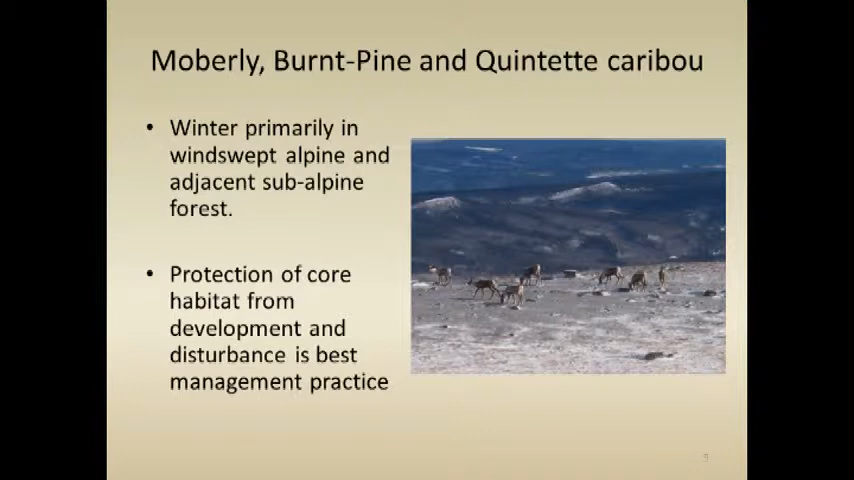 Moberly, Burnt-Pine and Quintette caribou
• Winter primarily in
windswept alpine and
adjacent sub-alpine
forest.
• Protection of core
habitat from
development and
disturbance is best
management practice